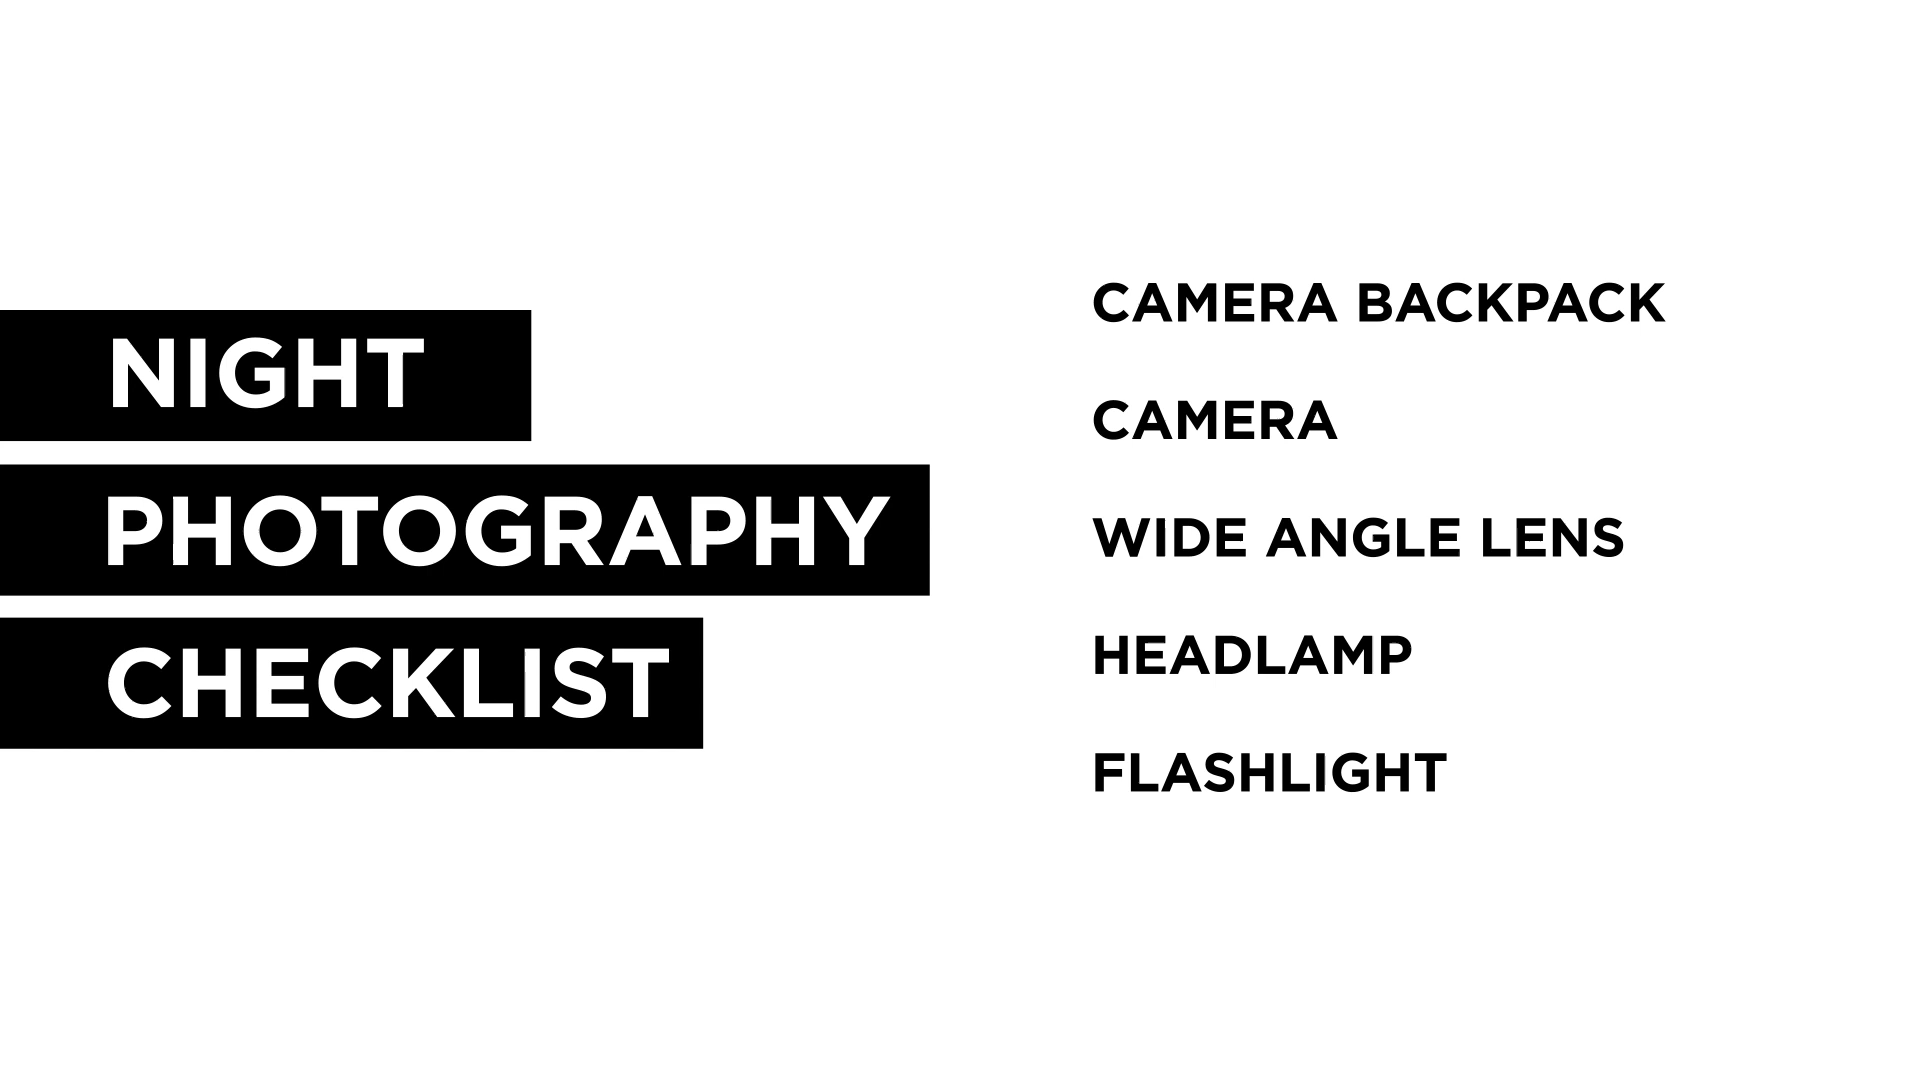 NIGHT
PHOTOGRAPHY
CHECKLIST
CAMERA BACKPACK
CAMERA
WIDE ANGLE LENS
HEADLAMP
FLASHLIGHT